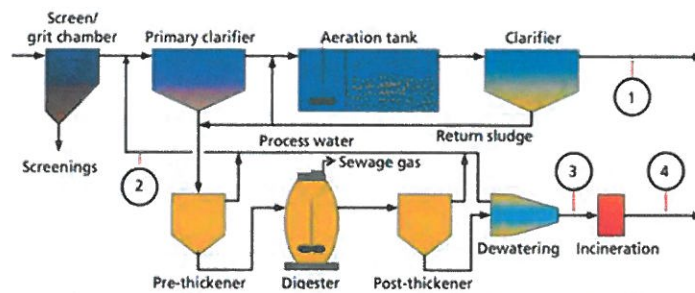 Screen/
grit chamber
Primary clarifier
Aeration tank
Clarifier
1
Return sludge
Process water
Screenings
2
Sewage gas
3
4
Dewatering
Incineration
Pre-thickener
Digester
Post-thickener